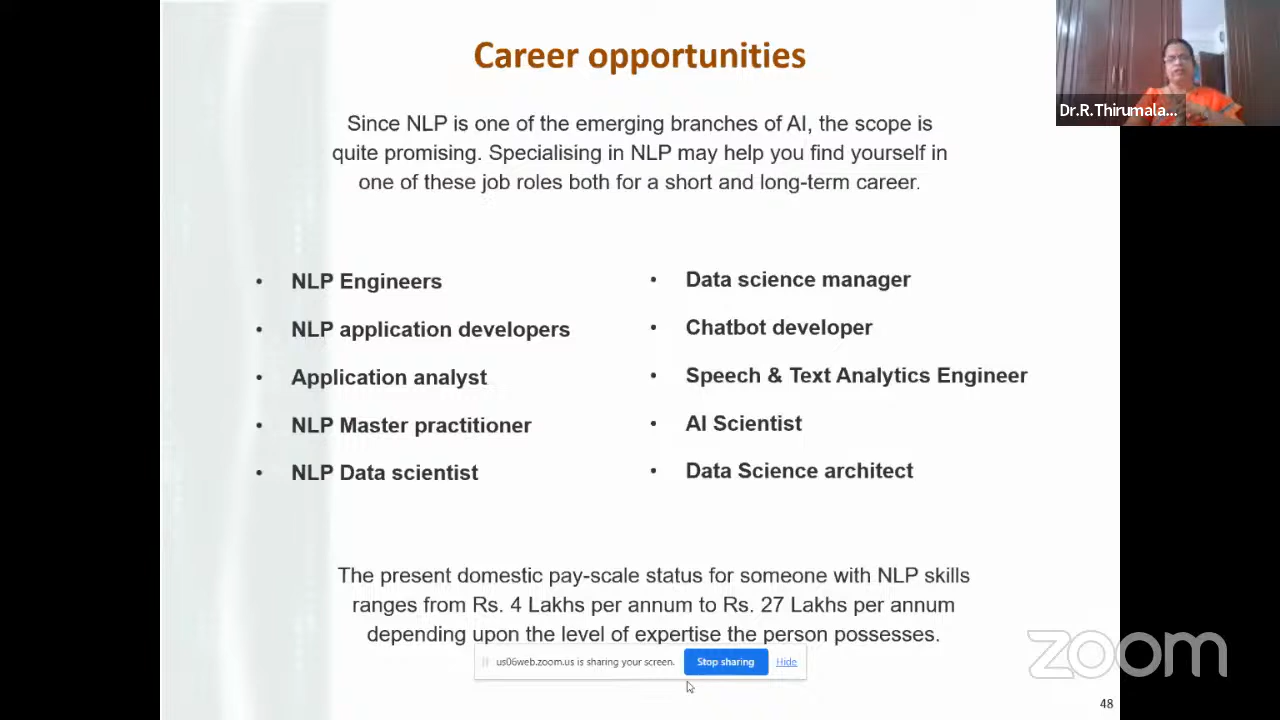 Career opportunities
Dr.R.Thirumala...
Since NLP is one of the emerging branches of AI, the scope is
quite promising. Specialising in NLP may help you find yourself in
one of these job roles both for a short and long-term career.
• NLP Engineers
• NLP application developers
• Application analyst
• NLP Master practitioner
• NLP Data scientist
• Data science manager
• Chatbot developer
• Speech & Text Analytics Engineer
• AI Scientist
• Data Science architect
The present domestic pay-scale status for someone with NLP skills
ranges from Rs. 4 Lakhs per annum to Rs. 27 Lakhs per annum
depending upon the level of expertise the person possesses.
us06web.zoom.us is sharing your screen. Stop sharing Hide
zoom
48